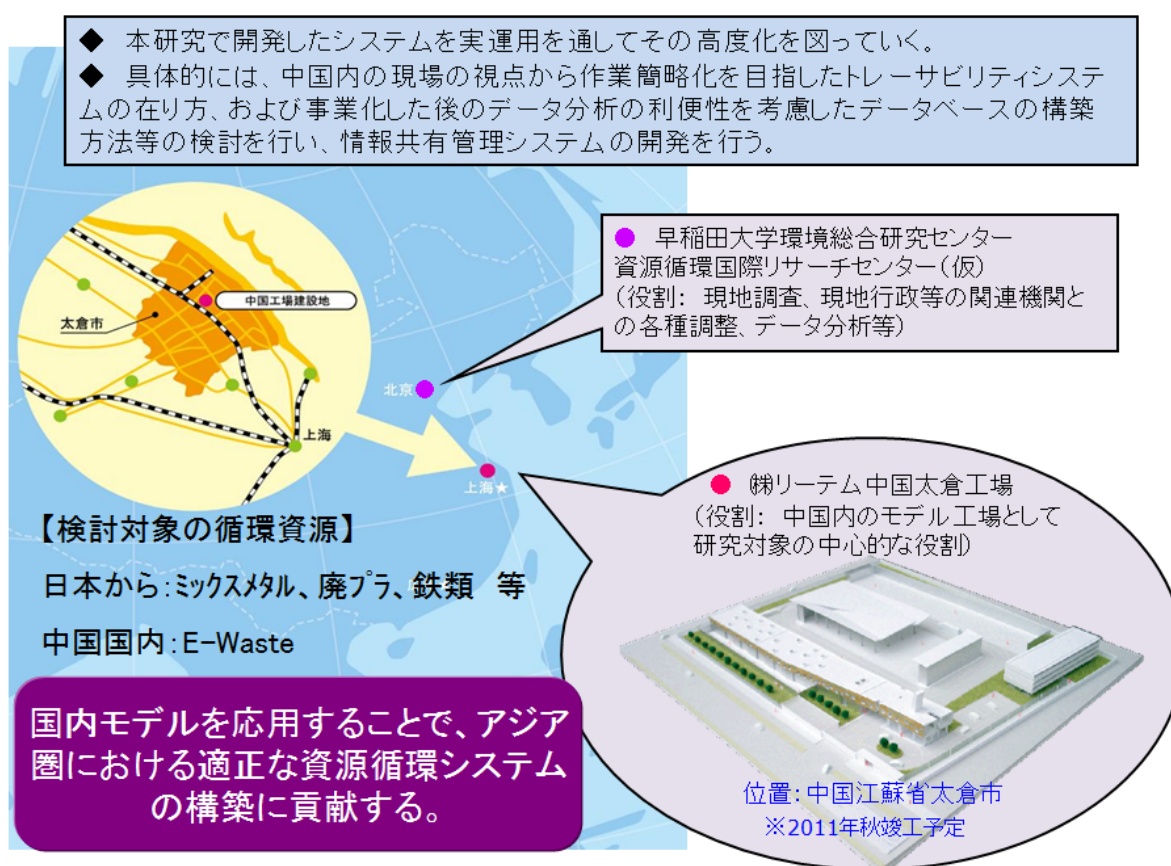 ◆ 本研究で開発したシステムを実運用を通してその高度化を図っていく。
◆ 具体的には、中国内の現場の視点から作業簡略化を目指したトレーサビリティシステ
ムの在り方、および事業化した後のデータ分析の利便性を考慮したデータベースの構築
方法等の検討を行い、情報共有管理システムの開発を行う。
● 早稲田大学環境総合研究センター
資源循環国際リサーチセンター(仮)
(役割: 現地調査、現地行政等の関連機関と
の各種調整、データ分析等)
中国工場建設地
太倉市
上海
北京
上海★
● ㈱リーテム中国太倉工場
(役割: 中国内のモデル工場として
研究対象の中心的な役割)
【検討対象の循環資源】
日本から:ミックスメタル、廃プラ、鉄類 等
中国国内:E-Waste
国内モデルを応用することで、アジア
圏における適正な資源循環システム
の構築に貢献する。
位置:中国江蘇省太倉市
※2011年秋竣工予定